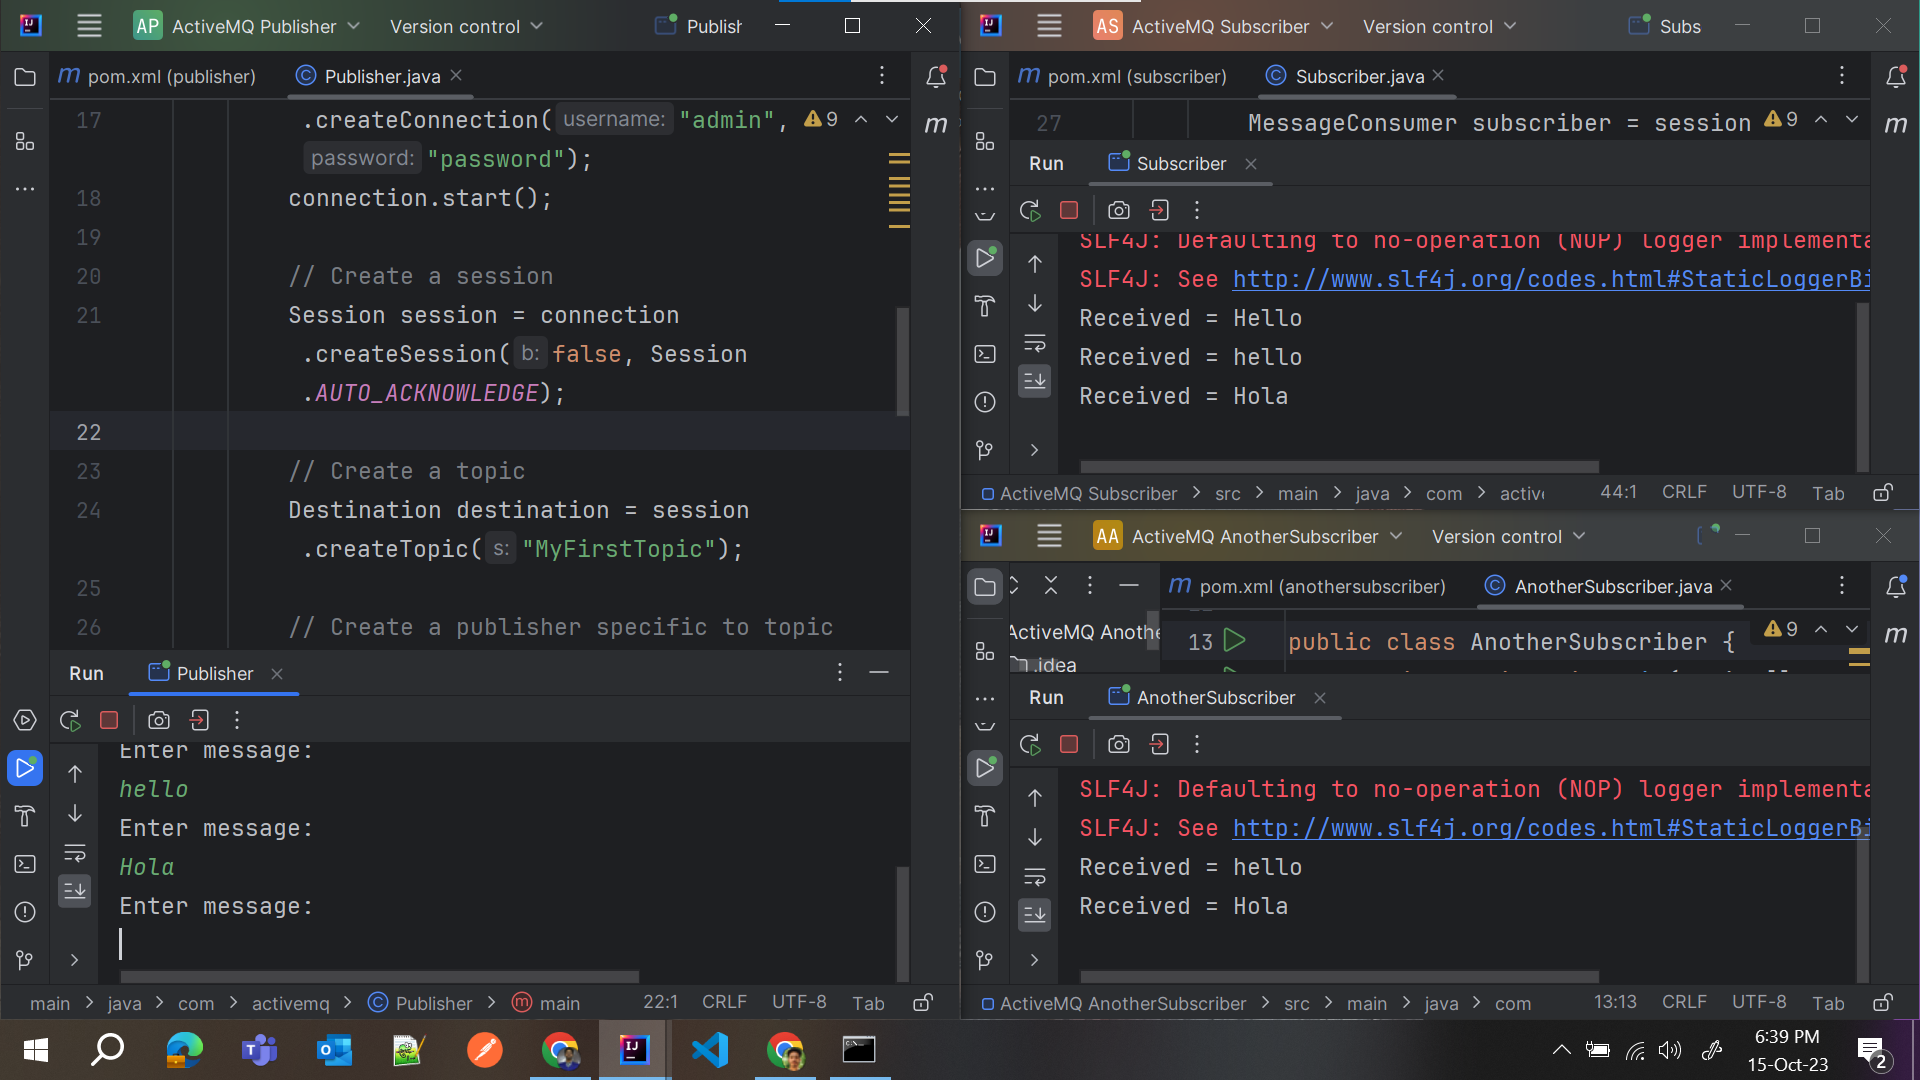 AP ActiveMQ Publisher Version control Publisher
pom.xml (publisher) Publisher.java
17 .createConnection( username: "admin", 9
password: "password");
18 connection.start();
19
20 // Create a session
21 Session session = connection
.createSession( b: false, Session
.AUTO_ACKNOWLEDGE);
22
23 // Create a topic
24 Destination destination = session
.createTopic( s: "MyFirstTopic");
25
26 // Create a publisher specific to topic
Run Publisher
Enter message:
hello
Enter message:
Hola
Enter message:
main > java > com > activemq > Publisher > main 22:1 CRLF UTF-8 Tab
AS ActiveMQ Subscriber Version control Subs
pom.xml (subscriber) Subscriber.java
27 MessageConsumer subscriber = session 9
Run Subscriber
SLF4J: Defaulting to no-operation (NOP) logger implementa
SLF4J: See http://www.slf4j.org/codes.html#StaticLoggerBi
Received = Hello
Received = hello
Received = Hola
ActiveMQ Subscriber > src > main > java > com > active 44:1 CRLF UTF-8 Tab
AA ActiveMQ AnotherSubscriber Version control
pom.xml (anothersubscriber) AnotherSubscriber.java
ActiveMQ Anothe
.idea
13 public class AnotherSubscriber { 9
Run AnotherSubscriber
SLF4J: Defaulting to no-operation (NOP) logger implementa
SLF4J: See http://www.slf4j.org/codes.html#StaticLoggerBi
Received = hello
Received = Hola
ActiveMQ AnotherSubscriber > src > main > java > com 13:13 CRLF UTF-8 Tab
6:39 PM
15-Oct-23
2